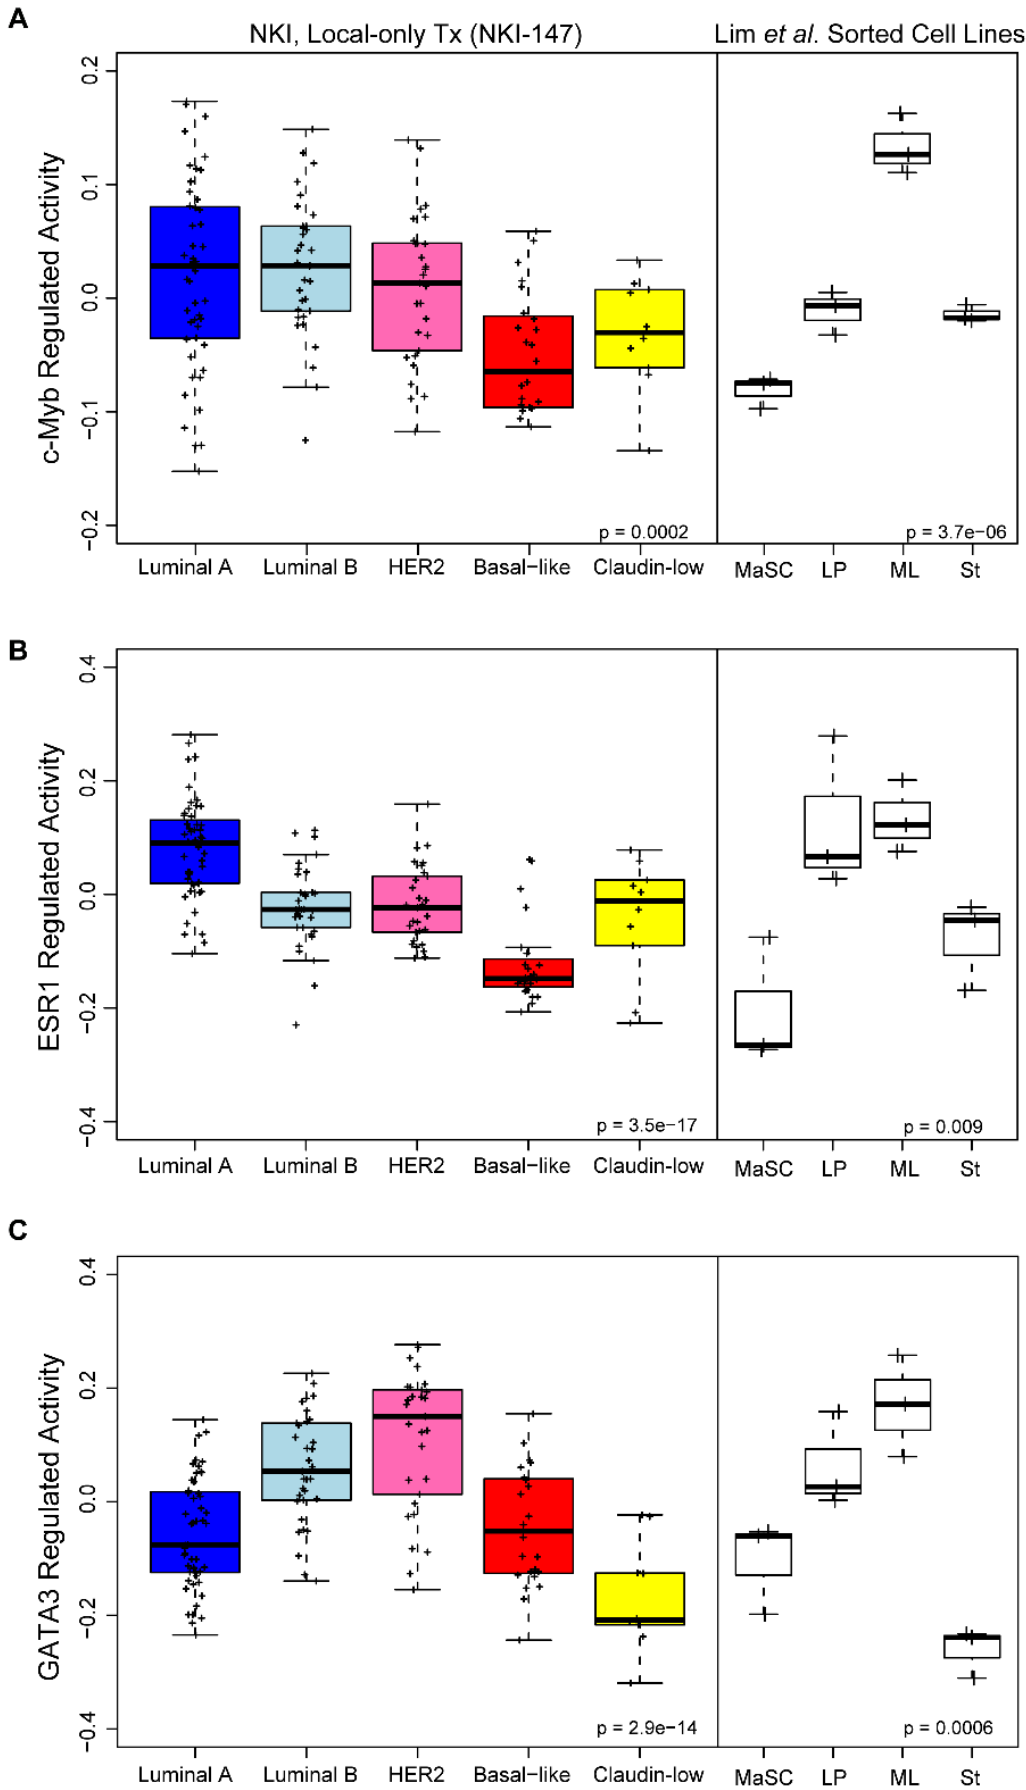 A
NKI, Local-only Tx (NKI-147)
Lim et al. Sorted Cell Lines
c-Myb Regulated Activity
0.2
0.1
0.0
−0.1
−0.2
p = 0.0002
p = 3.7e−06
Luminal A
Luminal B
HER2
Basal−like
Claudin-low
MaSC
LP
ML
St
B
ESR1 Regulated Activity
0.4
0.2
0.0
−0.2
−0.4
p = 3.5e−17
p = 0.009
Luminal A
Luminal B
HER2
Basal−like
Claudin-low
MaSC
LP
ML
St
C
GATA3 Regulated Activity
0.4
0.2
0.0
−0.2
−0.4
p = 2.9e−14
p = 0.0006
Luminal A
Luminal B
HER2
Basal−like
Claudin-low
MaSC
LP
ML
St